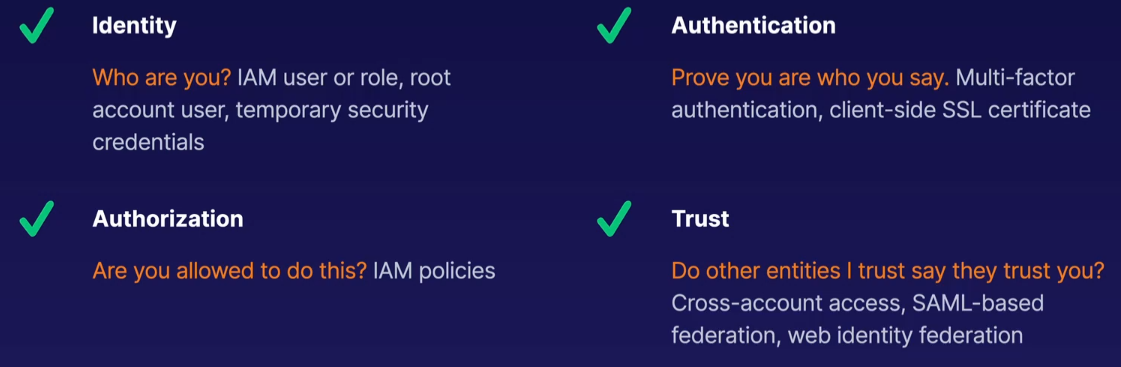 Identity
Who are you? IAM user or role, root
account user, temporary security
credentials
Authentication
Prove you are who you say. Multi-factor
authentication, client-side SSL certificate
Authorization
Are you allowed to do this? IAM policies
Trust
Do other entities I trust say they trust you?
Cross-account access, SAML-based
federation, web identity federation